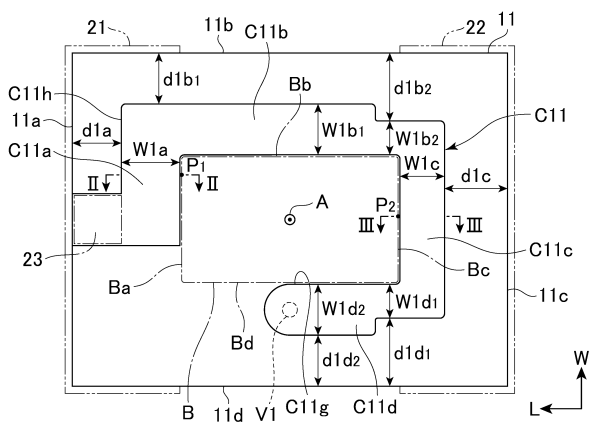 21
11b
C11b
22
11
C11h
11a
d1a
C11a
d1b1
d1b2
Bb
W1b1
W1b2
C11
W1a
W1c
d1c
P1
II
II
A
P2
III
III
23
C11c
Ba
Bc
W1d2
W1d1
11c
Bd
d1d2
d1d1
B
11d
V1
C11g
C11d
W
L